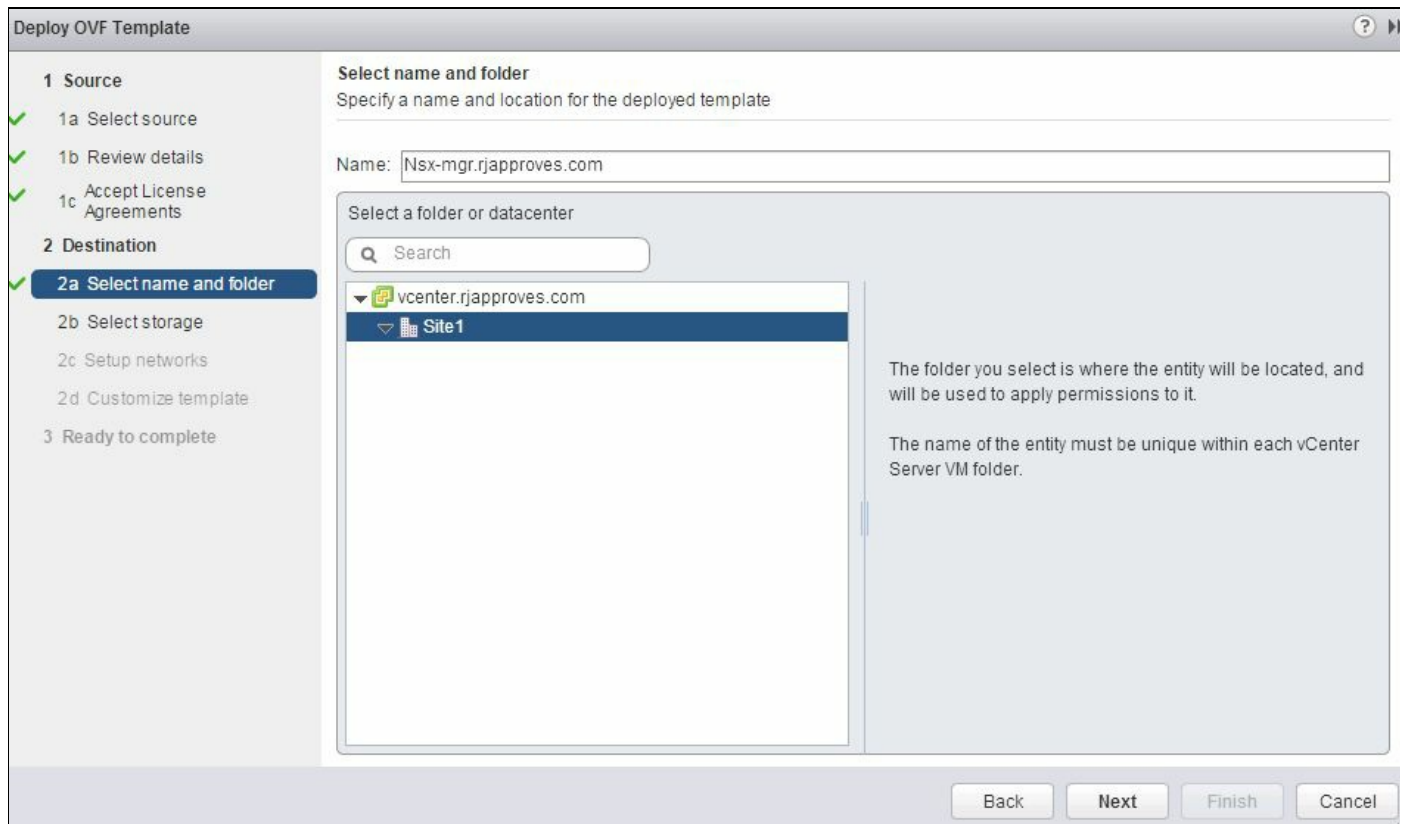 Deploy OVF Template
?
1 Source
1a Select source
1b Review details
1c Accept License
Agreements
2 Destination
2a Select name and folder
2b Select storage
2c Setup networks
2d Customize template
3 Ready to complete
Select name and folder
Specify a name and location for the deployed template
Name: Nsx-mgr.rjapproves.com
Select a folder or datacenter
Search
vcenter.rjapproves.com
Site1
The folder you select is where the entity will be located, and
will be used to apply permissions to it.
The name of the entity must be unique within each vCenter
Server VM folder.
Back Next Finish Cancel